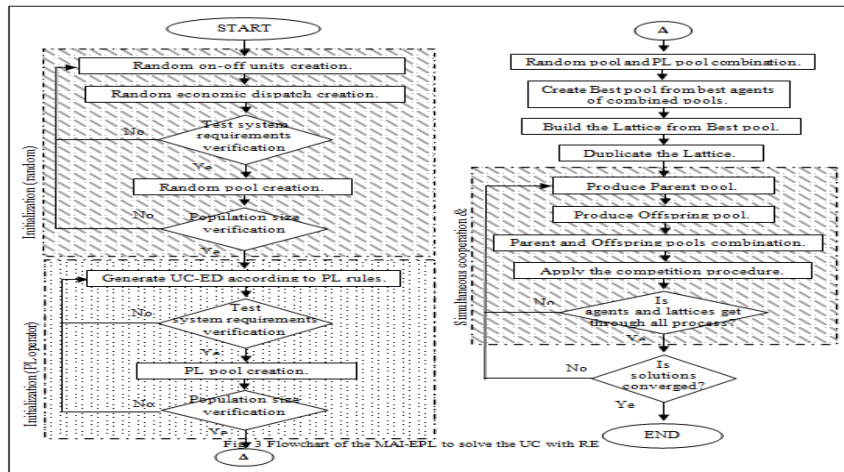 START
Random on-off units creation.
Random economic dispatch creation.
No
Test system
requirements
verification
Ye
Random pool creation.
No
Population size
verification
Ye
Initialization (random)
Generate UC-ED according to PL rules.
No
Test
system requirements
verification
Ye
PL pool creation.
No
Population size
verification
Ye
Initialization (PL operator)
A
Fig. 3 Flowchart of the MAI-EPL to solve the UC with RE
A
Random pool and PL pool combination.
Create Best pool from best agents
of combined pools.
Build the Lattice from Best pool.
Duplicate the Lattice.
Produce Parent pool.
Produce Offspring pool.
Parent and Offspring pools combination.
Apply the competition procedure.
No
Is
agents and lattices get
through all process?
Ye
Simultaneous cooperation &
No
Is
solutions
converged?
Ye
END